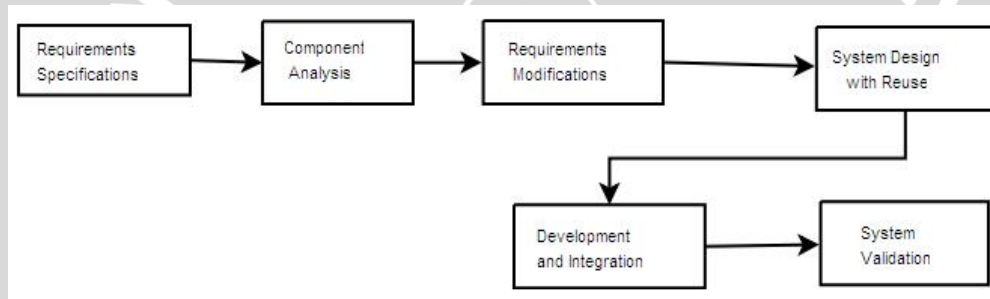 Requirements
Specifications
Component
Analysis
Requirements
Modifications
System Design
with Reuse
Development
and Integration
System
Validation